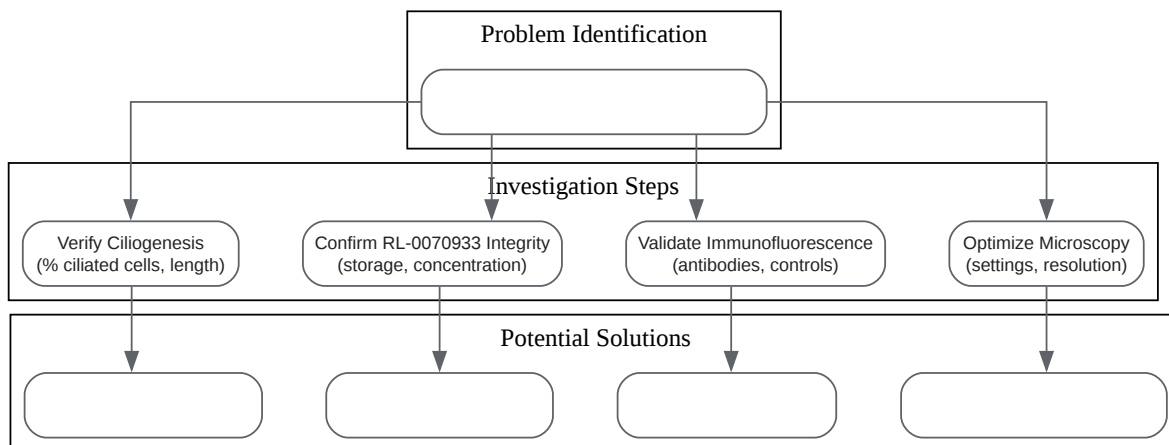 Problem Identification
Investigation Steps
Verify Ciliogenesis
(% ciliated cells, length)
Confirm RL-0070933 Integrity
(storage, concentration)
Validate Immunofluorescence
(antibodies, controls)
Optimize Microscopy
(settings, resolution)
Potential Solutions